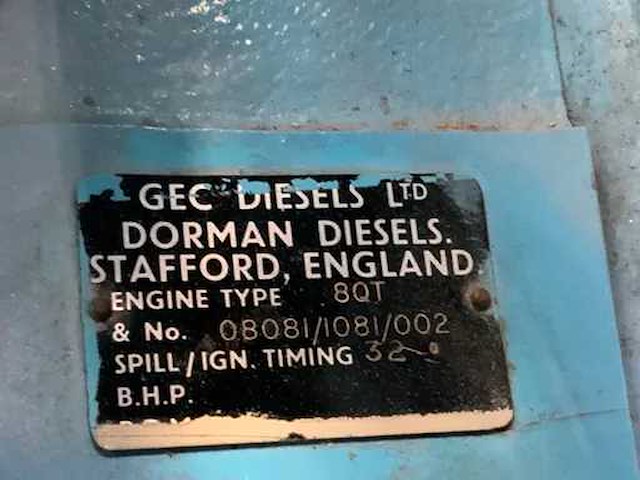 GEC DIESELS LTD
DORMAN DIESELS.
STAFFORD, ENGLAND.
ENGINE TYPE 8QT
& No. 08081/1081/002
SPILL/IGN. TIMING 32
B.H.P.